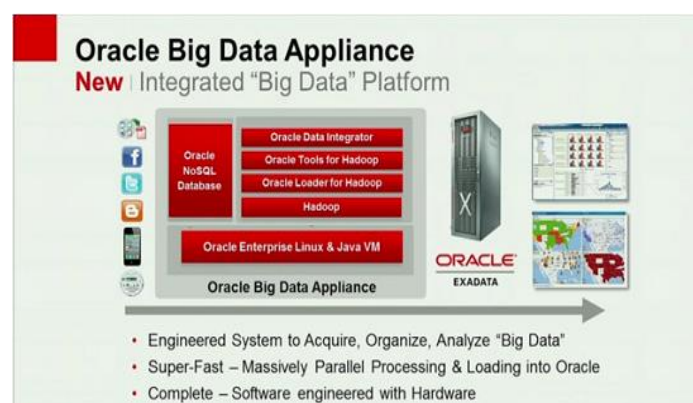 Oracle Big Data Appliance
New | Integrated “Big Data” Platform
Oracle
NoSQL
Database
Oracle Data Integrator
Oracle Tools for Hadoop
Oracle Loader for Hadoop
Hadoop
Oracle Enterprise Linux & Java VM
Oracle Big Data Appliance
X
ORACLE
EXADATA
• Engineered System to Acquire, Organize, Analyze “Big Data”
• Super-Fast – Massively Parallel Processing & Loading into Oracle
• Complete – Software engineered with Hardware